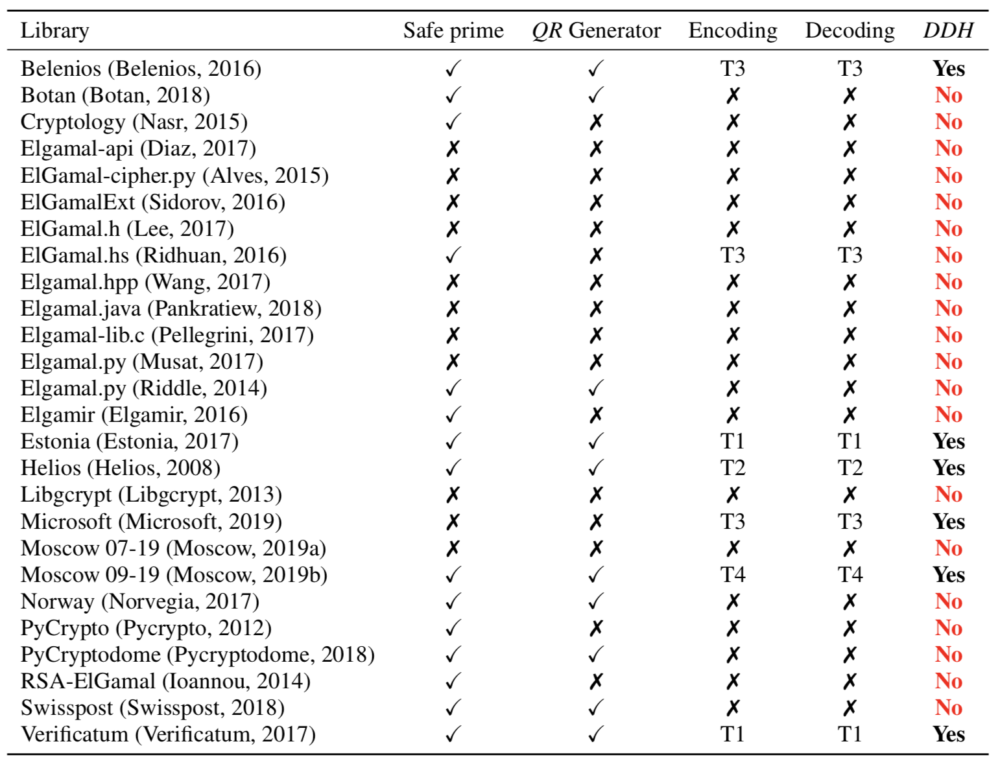 Library Safe prime QR Generator Encoding Decoding DDH
Belenios (Belenios, 2016) ✓ ✓ T3 T3 Yes
Botan (Botan, 2018) ✓ ✓ ✗ ✗ No
Cryptology (Nasr, 2015) ✓ ✗ ✗ ✗ No
Elgamal-api (Diaz, 2017) ✗ ✗ ✗ ✗ No
ElGamal-cipher.py (Alves, 2015) ✗ ✗ ✗ ✗ No
ElGamalExt (Sidorov, 2016) ✗ ✗ ✗ ✗ No
ElGamal.h (Lee, 2017) ✗ ✗ ✗ ✗ No
ElGamal.hs (Ridhuan, 2016) ✓ ✗ T3 T3 No
Elgamal.hpp (Wang, 2017) ✗ ✗ ✗ ✗ No
Elgamal.java (Pankratiew, 2018) ✗ ✗ ✗ ✗ No
Elgamal-lib.c (Pellegrini, 2017) ✗ ✗ ✗ ✗ No
Elgamal.py (Musat, 2017) ✗ ✗ ✗ ✗ No
Elgamal.py (Riddle, 2014) ✓ ✓ ✗ ✗ No
Elgamir (Elgamir, 2016) ✓ ✗ ✗ ✗ No
Estonia (Estonia, 2017) ✓ ✓ T1 T1 Yes
Helios (Helios, 2008) ✓ ✓ T2 T2 Yes
Libgcrypt (Libgcrypt, 2013) ✗ ✗ ✗ ✗ No
Microsoft (Microsoft, 2019) ✗ ✗ T3 T3 Yes
Moscow 07-19 (Moscow, 2019a) ✗ ✗ ✗ ✗ No
Moscow 09-19 (Moscow, 2019b) ✓ ✓ T4 T4 Yes
Norway (Norvegia, 2017) ✓ ✓ ✗ ✗ No
PyCrypto (Pycrypto, 2012) ✓ ✗ ✗ ✗ No
PyCryptodome (Pycryptodome, 2018) ✓ ✓ ✗ ✗ No
RSA-ElGamal (Ioannou, 2014) ✓ ✗ ✗ ✗ No
Swisspost (Swisspost, 2018) ✓ ✓ ✗ ✗ No
Verificatum (Verificatum, 2017) ✓ ✓ T1 T1 Yes